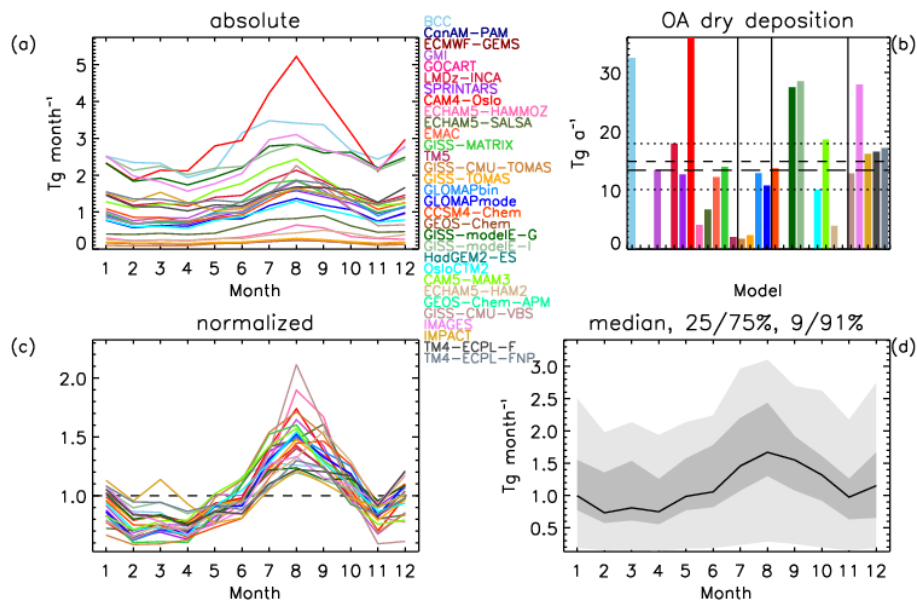 absolute
(a)
Tg month⁻¹
5
4
3
2
1
0
1 2 3 4 5 6 7 8 9 10 11 12
Month
BCC
CanAM-PAM
ECMWF-GEMS
GMI
GOCART
LMDz-INCA
SPRINTARS
CAM4-Oslo
ECHAM5-HAMMOZ
ECHAM5-SALSA
EMAC
GISS-MATRIX
TM5
GISS-CMU-TOMAS
GISS-TOMAS
GLOMAPbin
GLOMAPmode
CCSM4-Chem
GEOS-Chem
GISS-modelE-G
GISS-modelE-I
HadGEM2-ES
OsloCTM2
CAM5-MAM3
ECHAM5-HAM2
GEOS-Chem-APM
GISS-CMU-VBS
IMAGES
IMPACT
TM4-ECPL-F
TM4-ECPL-FNP
OA dry deposition
(b)
Tg a⁻¹
30
20
10
0
Model
normalized
(c)
2.0
1.5
1.0
1 2 3 4 5 6 7 8 9 10 11 12
Month
median, 25/75%, 9/91%
(d)
Tg month⁻¹
3.0
2.5
2.0
1.5
1.0
0.5
1 2 3 4 5 6 7 8 9 10 11 12
Month